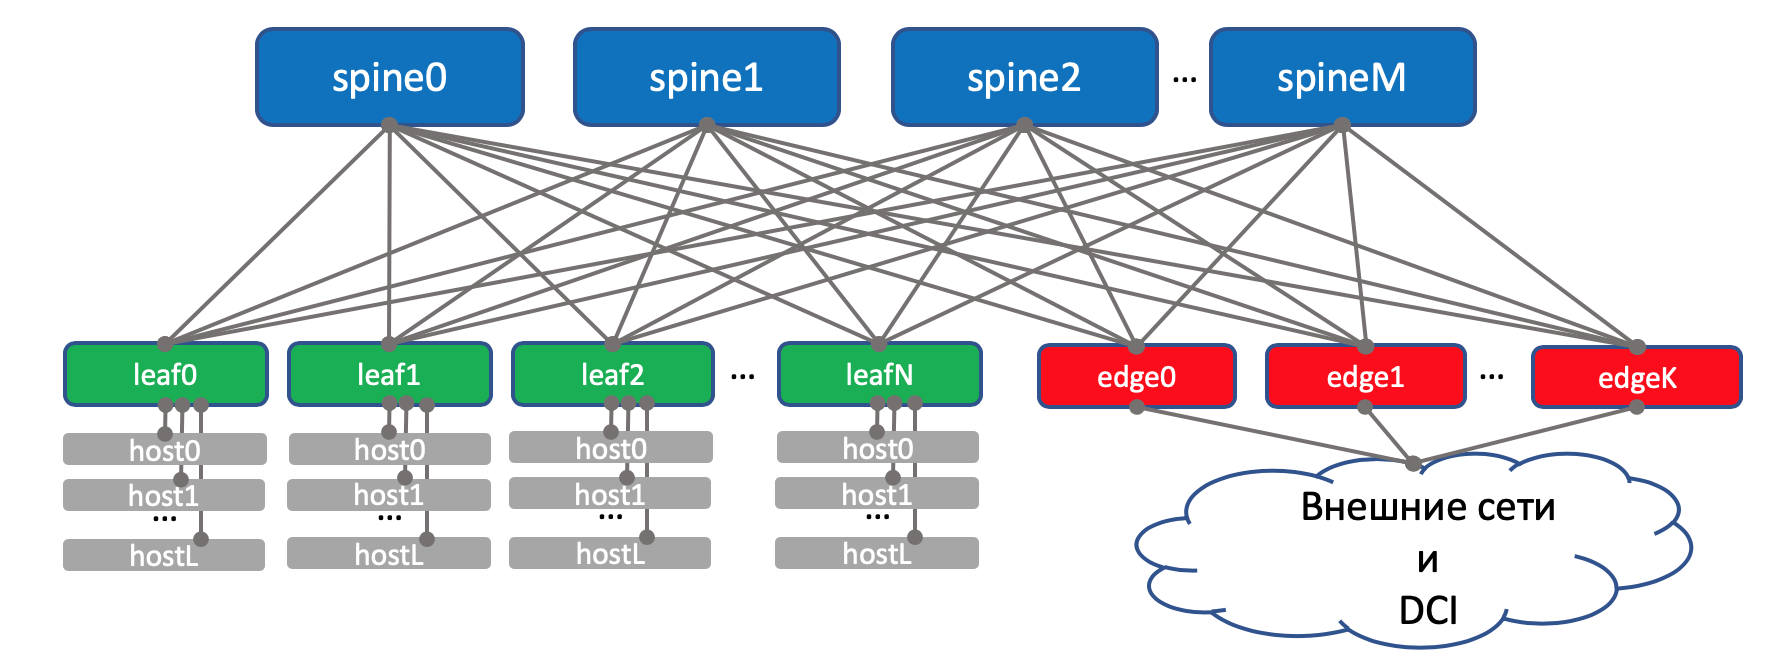 spine0 spine1 spine2 ... spineM
leaf0 leaf1 leaf2 ... leafN edge0 edge1 ... edgeK
host0 host0 host0 host0
host1 host1 host1 host1
... ... ... ...
hostL hostL hostL hostL
Внешние сети
и
DCI